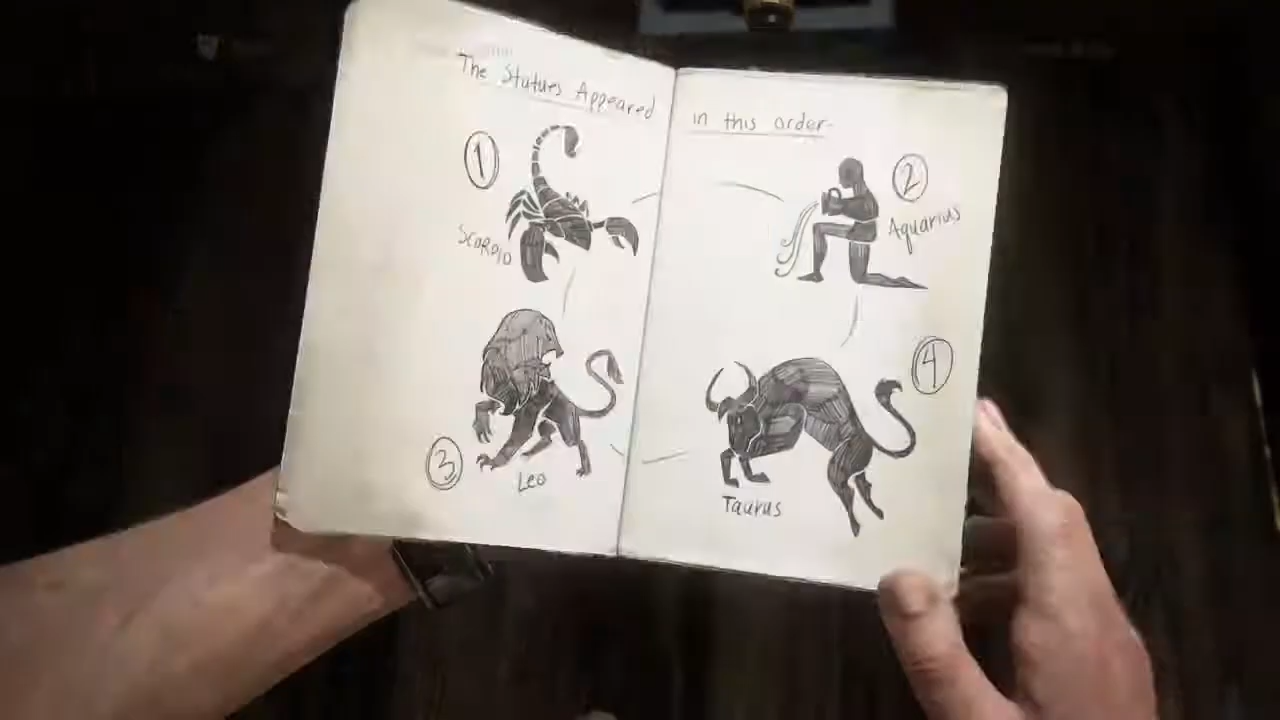 The Statues Appeared
in this order-
1
Scorpio
2
Aquarius
3
Leo
4
Taurus